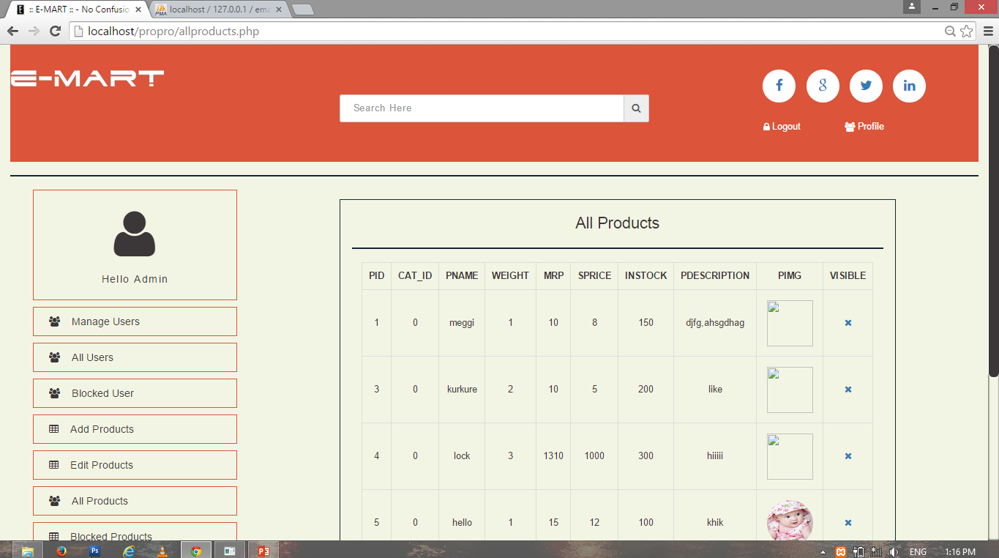 :: E-MART :: - No Confusio
localhost / 127.0.0.1 / ema
localhost/propro/allproducts.php
E-MART
Search Here
Logout
Profile
Hello Admin
Manage Users
All Users
Blocked User
Add Products
Edit Products
All Products
Blocked Products
All Products
PID CAT_ID PNAME WEIGHT MRP SPRICE INSTOCK PDESCRIPTION PIMG VISIBLE
1 0 meggi 1 10 8 150 djfg,ahsgdhag
3 0 kurkure 2 10 5 200 like
4 0 lock 3 1310 1000 300 hiiiii
5 0 hello 1 15 12 100 khik
ENG 1:16 PM